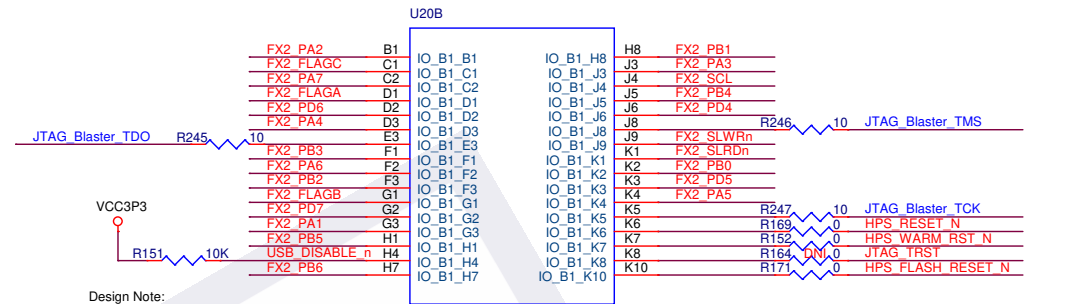 U20B
FX2_PA2 B1 IO_B1_B1 IO_B1_H8 H8 FX2_PB1
FX2_FLAGC C1 IO_B1_C1 IO_B1_J3 J3 FX2_PA3
FX2_PA7 C2 IO_B1_C2 IO_B1_J4 J4 FX2_SCL
FX2_FLAGA D1 IO_B1_D1 IO_B1_J5 J5 FX2_PB4
FX2_PD6 D2 IO_B1_D2 IO_B1_J6 J6 FX2_PD4
FX2_PA4 D3 IO_B1_D3 IO_B1_J8 J8 R246 10 JTAG_Blaster_TMS
JTAG_Blaster_TDO R245 10 E3 IO_B1_E3 IO_B1_J9 J9 FX2_SLWRn
FX2_PB3 F1 IO_B1_F1 IO_B1_K1 K1 FX2_SLRDn
FX2_PA6 F2 IO_B1_F2 IO_B1_K2 K2 FX2_PB0
FX2_PB2 F3 IO_B1_F3 IO_B1_K3 K3 FX2_PD5
FX2_FLAGB G1 IO_B1_G1 IO_B1_K4 K4 FX2_PA5
VCC3P3 FX2_PD7 G2 IO_B1_G2 IO_B1_K5 K5 R247 10 JTAG_Blaster_TCK
FX2_PA1 G3 IO_B1_G3 IO_B1_K6 K6 R169 0 HPS_RESET_N
FX2_PB5 H1 IO_B1_H1 IO_B1_K7 K7 R152 0 HPS_WARM_RST_N
R151 10K USB_DISABLE_n H4 IO_B1_H4 IO_B1_K8 K8 R164 DNI 0 JTAG_TRST
FX2_PB6 H7 IO_B1_H7 IO_B1_K10 K10 R171 0 HPS_FLASH_RESET_N
Design Note: